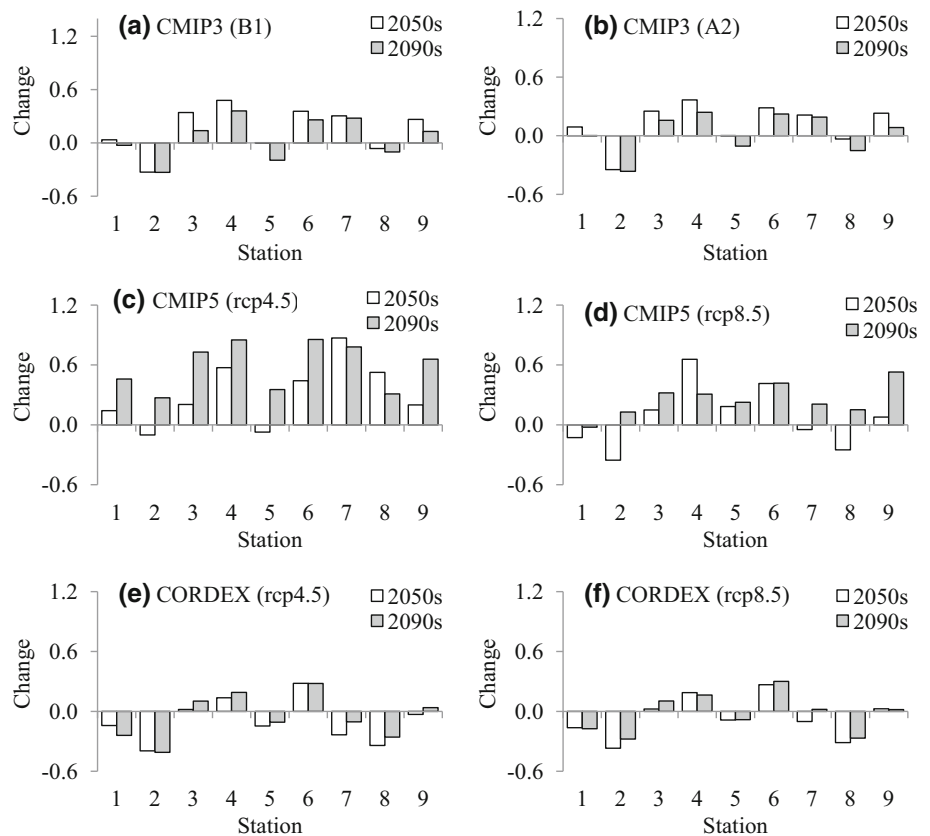 (a) CMIP3 (B1)
2050s
2090s
1.2
0.6
0.0
-0.6
Change
1 2 3 4 5 6 7 8 9
Station
(b) CMIP3 (A2)
2050s
2090s
1.2
0.6
0.0
-0.6
Change
1 2 3 4 5 6 7 8 9
Station
(c) CMIP5 (rcp4.5)
2050s
2090s
1.2
0.6
0.0
-0.6
Change
1 2 3 4 5 6 7 8 9
Station
(d) CMIP5 (rcp8.5)
2050s
2090s
1.2
0.6
0.0
-0.6
Change
1 2 3 4 5 6 7 8 9
Station
(e) CORDEX (rcp4.5)
2050s
2090s
1.2
0.6
0.0
-0.6
Change
1 2 3 4 5 6 7 8 9
Station
(f) CORDEX (rcp8.5)
2050s
2090s
1.2
0.6
0.0
-0.6
Change
1 2 3 4 5 6 7 8 9
Station